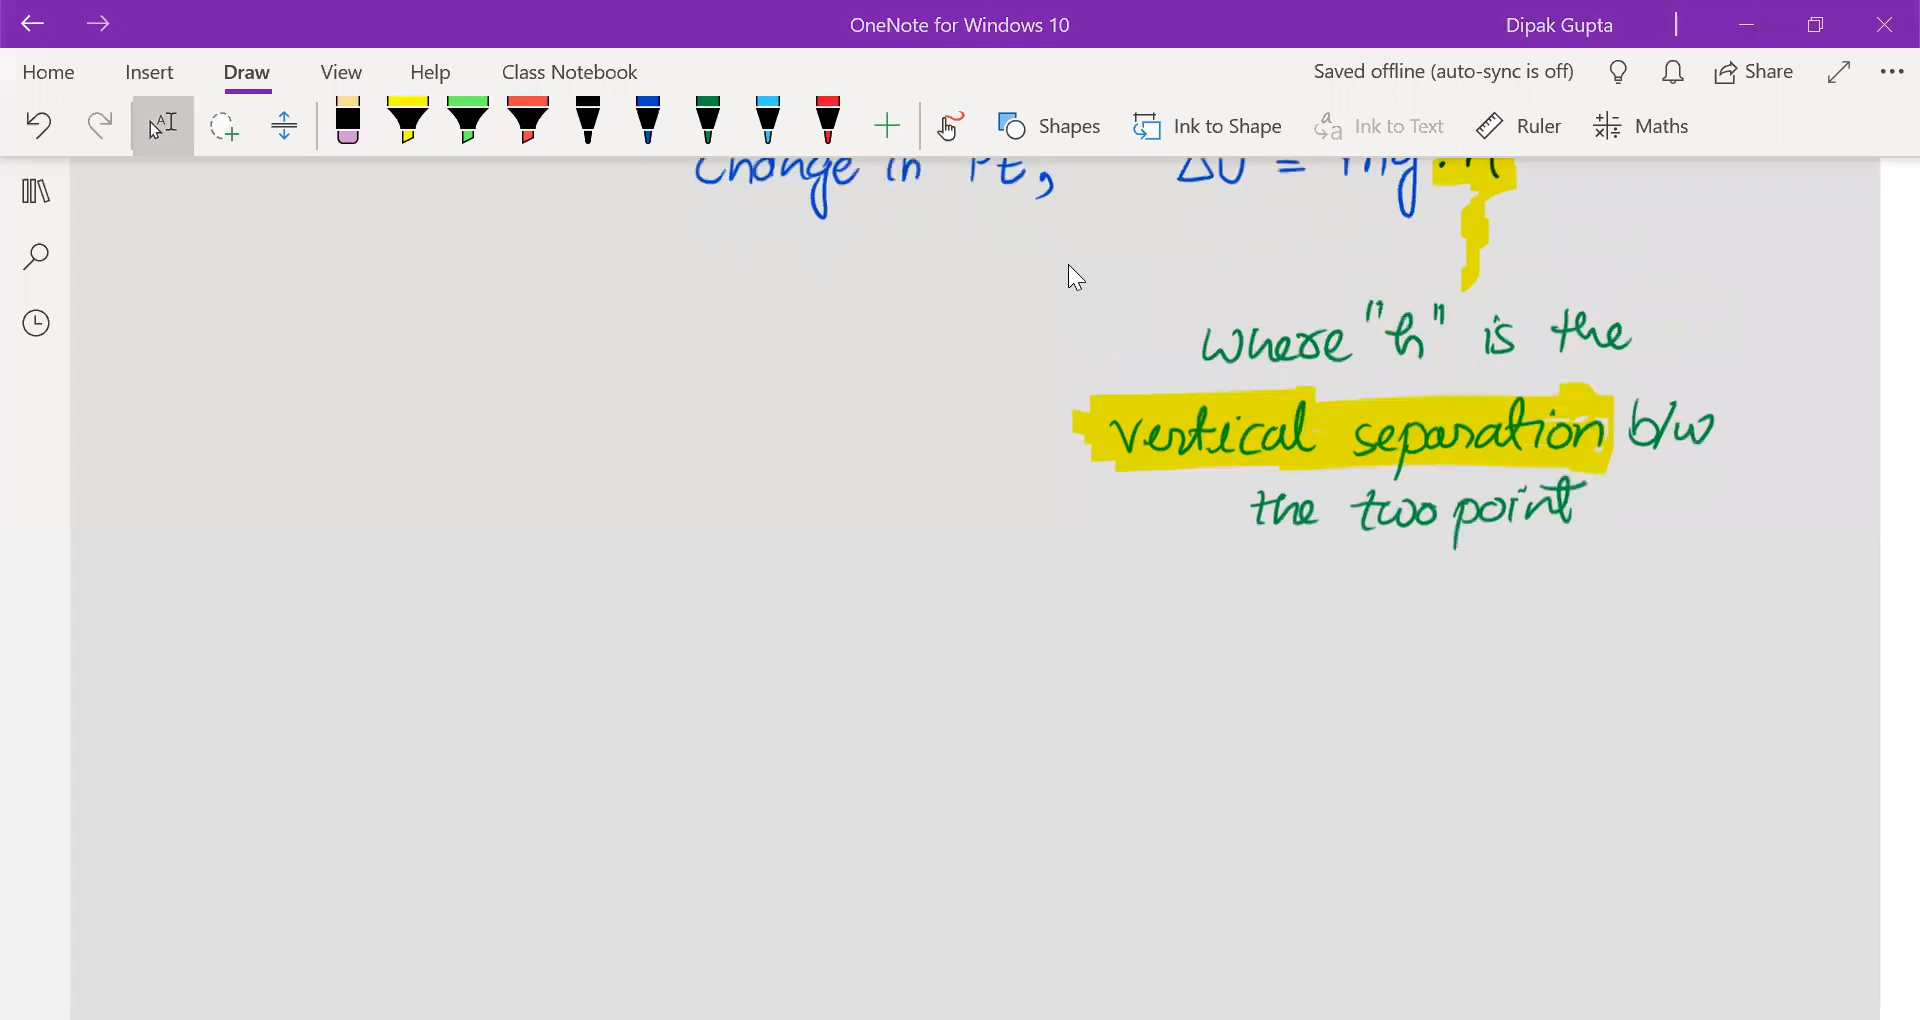 OneNote for Windows 10
Dipak Gupta
Home Insert Draw View Help Class Notebook
Saved offline (auto-sync is off) Share
Shapes Ink to Shape Ink to Text Ruler Maths
Change in PE, ΔU = mg.h
where "h" is the
vertical separation b/w
the two point